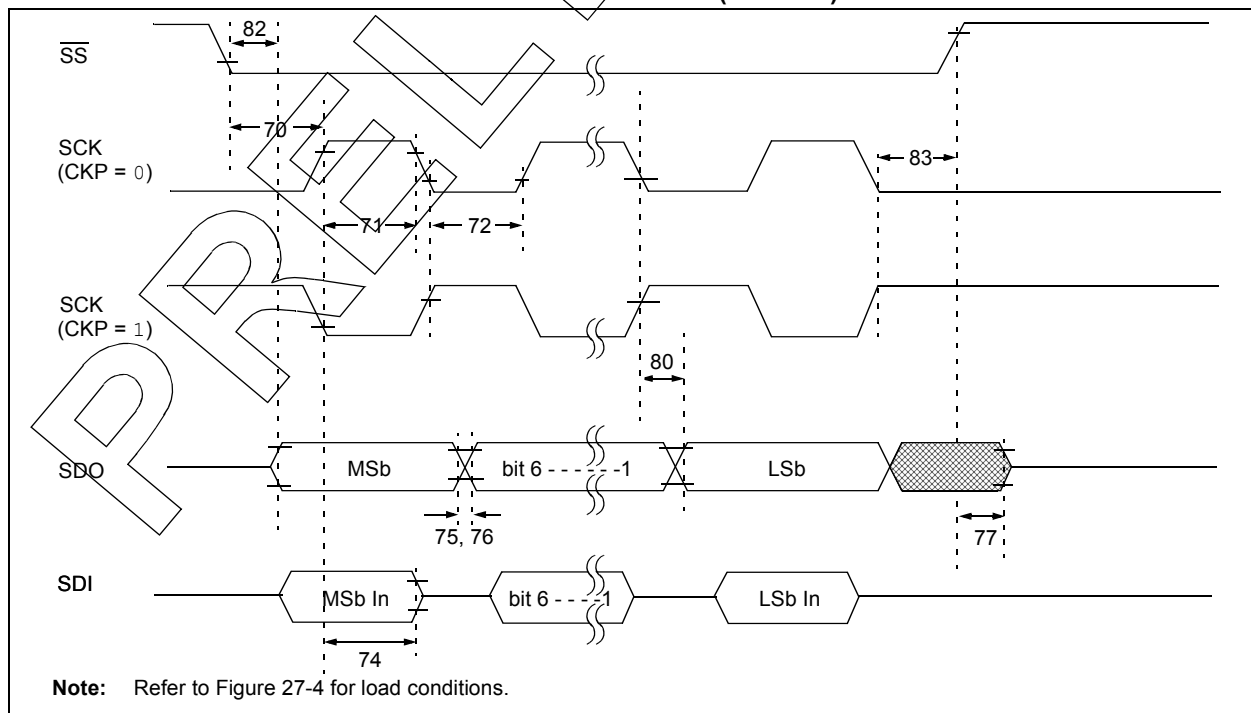 82
SS
70
SCK
(CKP = 0)
83
71
72
SCK
(CKP = 1)
80
SDO
MSb
bit 6 - - - - - -1
LSb
75, 76
77
SDI
MSb In
bit 6 - - - -1
LSb In
74
Note: Refer to Figure 27-4 for load conditions.
PREL